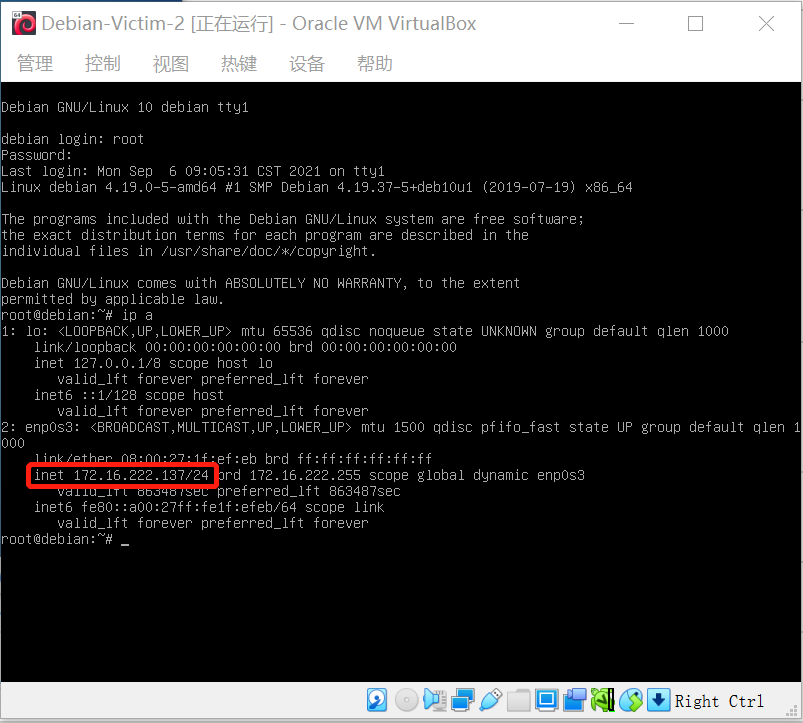 64
Debian-Victim-2 [正在运行] - Oracle VM VirtualBox
管理 控制 视图 热键 设备 帮助
Debian GNU/Linux 10 debian tty1
debian login: root
Password:
Last login: Mon Sep  6 09:05:31 CST 2021 on tty1
Linux debian 4.19.0-5-amd64 #1 SMP Debian 4.19.37-5+deb10u1 (2019-07-19) x86_64
The programs included with the Debian GNU/Linux system are free software;
the exact distribution terms for each program are described in the
individual files in /usr/share/doc/*/copyright.
Debian GNU/Linux comes with ABSOLUTELY NO WARRANTY, to the extent
permitted by applicable law.
root@debian:~# ip a
1: lo: <LOOPBACK,UP,LOWER_UP> mtu 65536 qdisc noqueue state UNKNOWN group default qlen 1000
    link/loopback 00:00:00:00:00:00 brd 00:00:00:00:00:00
    inet 127.0.0.1/8 scope host lo
       valid_lft forever preferred_lft forever
    inet6 ::1/128 scope host
       valid_lft forever preferred_lft forever
2: enp0s3: <BROADCAST,MULTICAST,UP,LOWER_UP> mtu 1500 qdisc pfifo_fast state UP group default qlen 1
000
    link/ether 08:00:27:1f:ef:eb brd ff:ff:ff:ff:ff:ff
    inet 172.16.222.137/24 brd 172.16.222.255 scope global dynamic enp0s3
       valid_lft 863487sec preferred_lft 863487sec
    inet6 fe80::a00:27ff:fe1f:efeb/64 scope link
       valid_lft forever preferred_lft forever
root@debian:~# _
Right Ctrl